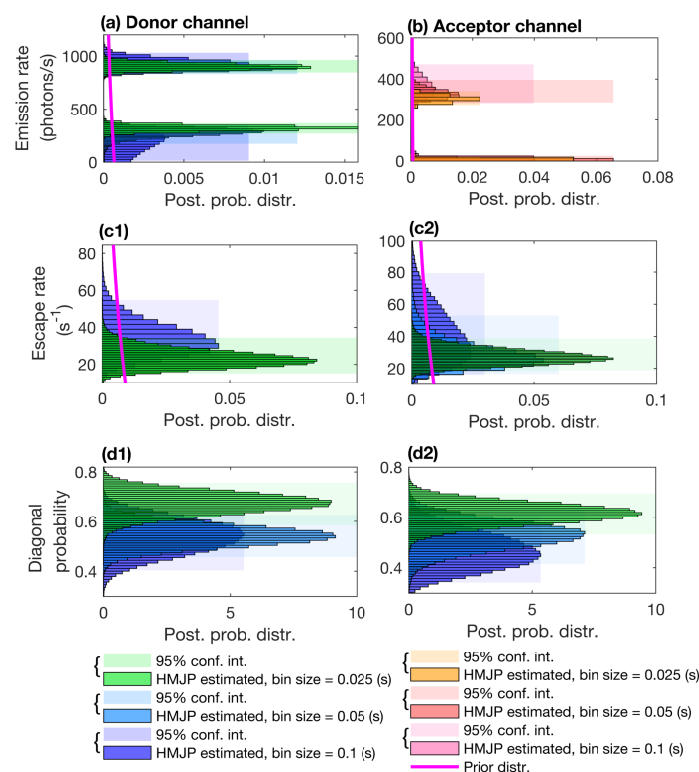 (a) Donor channel
(b) Acceptor channel
Emission rate
(photons/s)
1000
500
0
0
0.005
0.01
0.015
Post. prob. distr.
600
400
200
0
0
0.02
0.04
0.06
0.08
Post. prob. distr.
(c1)
(c2)
Escape rate
(s⁻¹)
80
60
40
20
0
0.05
0.1
Post. prob. distr.
100
80
60
40
20
0
0.05
0.1
Post. prob. distr.
(d1)
(d2)
Diagonal
probability
0.8
0.6
0.4
0
5
10
Post. prob. distr.
0.8
0.6
0.4
0
5
10
Post. prob. distr.
95% conf. int.
HMJP estimated, bin size = 0.025 (s)
95% conf. int.
HMJP estimated, bin size = 0.05 (s)
95% conf. int.
HMJP estimated, bin size = 0.1 (s)
95% conf. int.
HMJP estimated, bin size = 0.025 (s)
95% conf. int.
HMJP estimated, bin size = 0.05 (s)
95% conf. int.
HMJP estimated, bin size = 0.1 (s)
Prior distr.